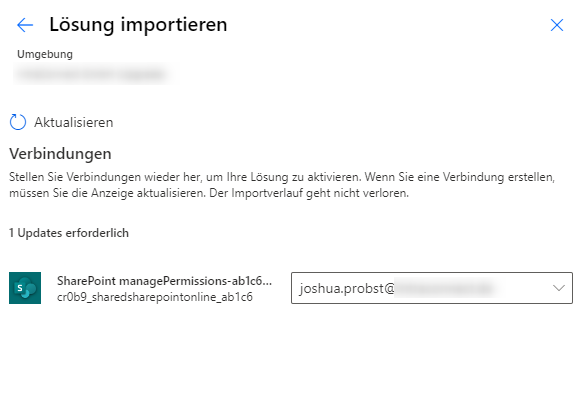 Lösung importieren
Umgebung
Aktualisieren
Verbindungen
Stellen Sie Verbindungen wieder her, um Ihre Lösung zu aktivieren. Wenn Sie eine Verbindung erstellen,
müssen Sie die Anzeige aktualisieren. Der Importverlauf geht nicht verloren.
1 Updates erforderlich
SharePoint managePermissions-ab1c6...
cr0b9_sharedsharepointonline_ab1c6
joshua.probst@